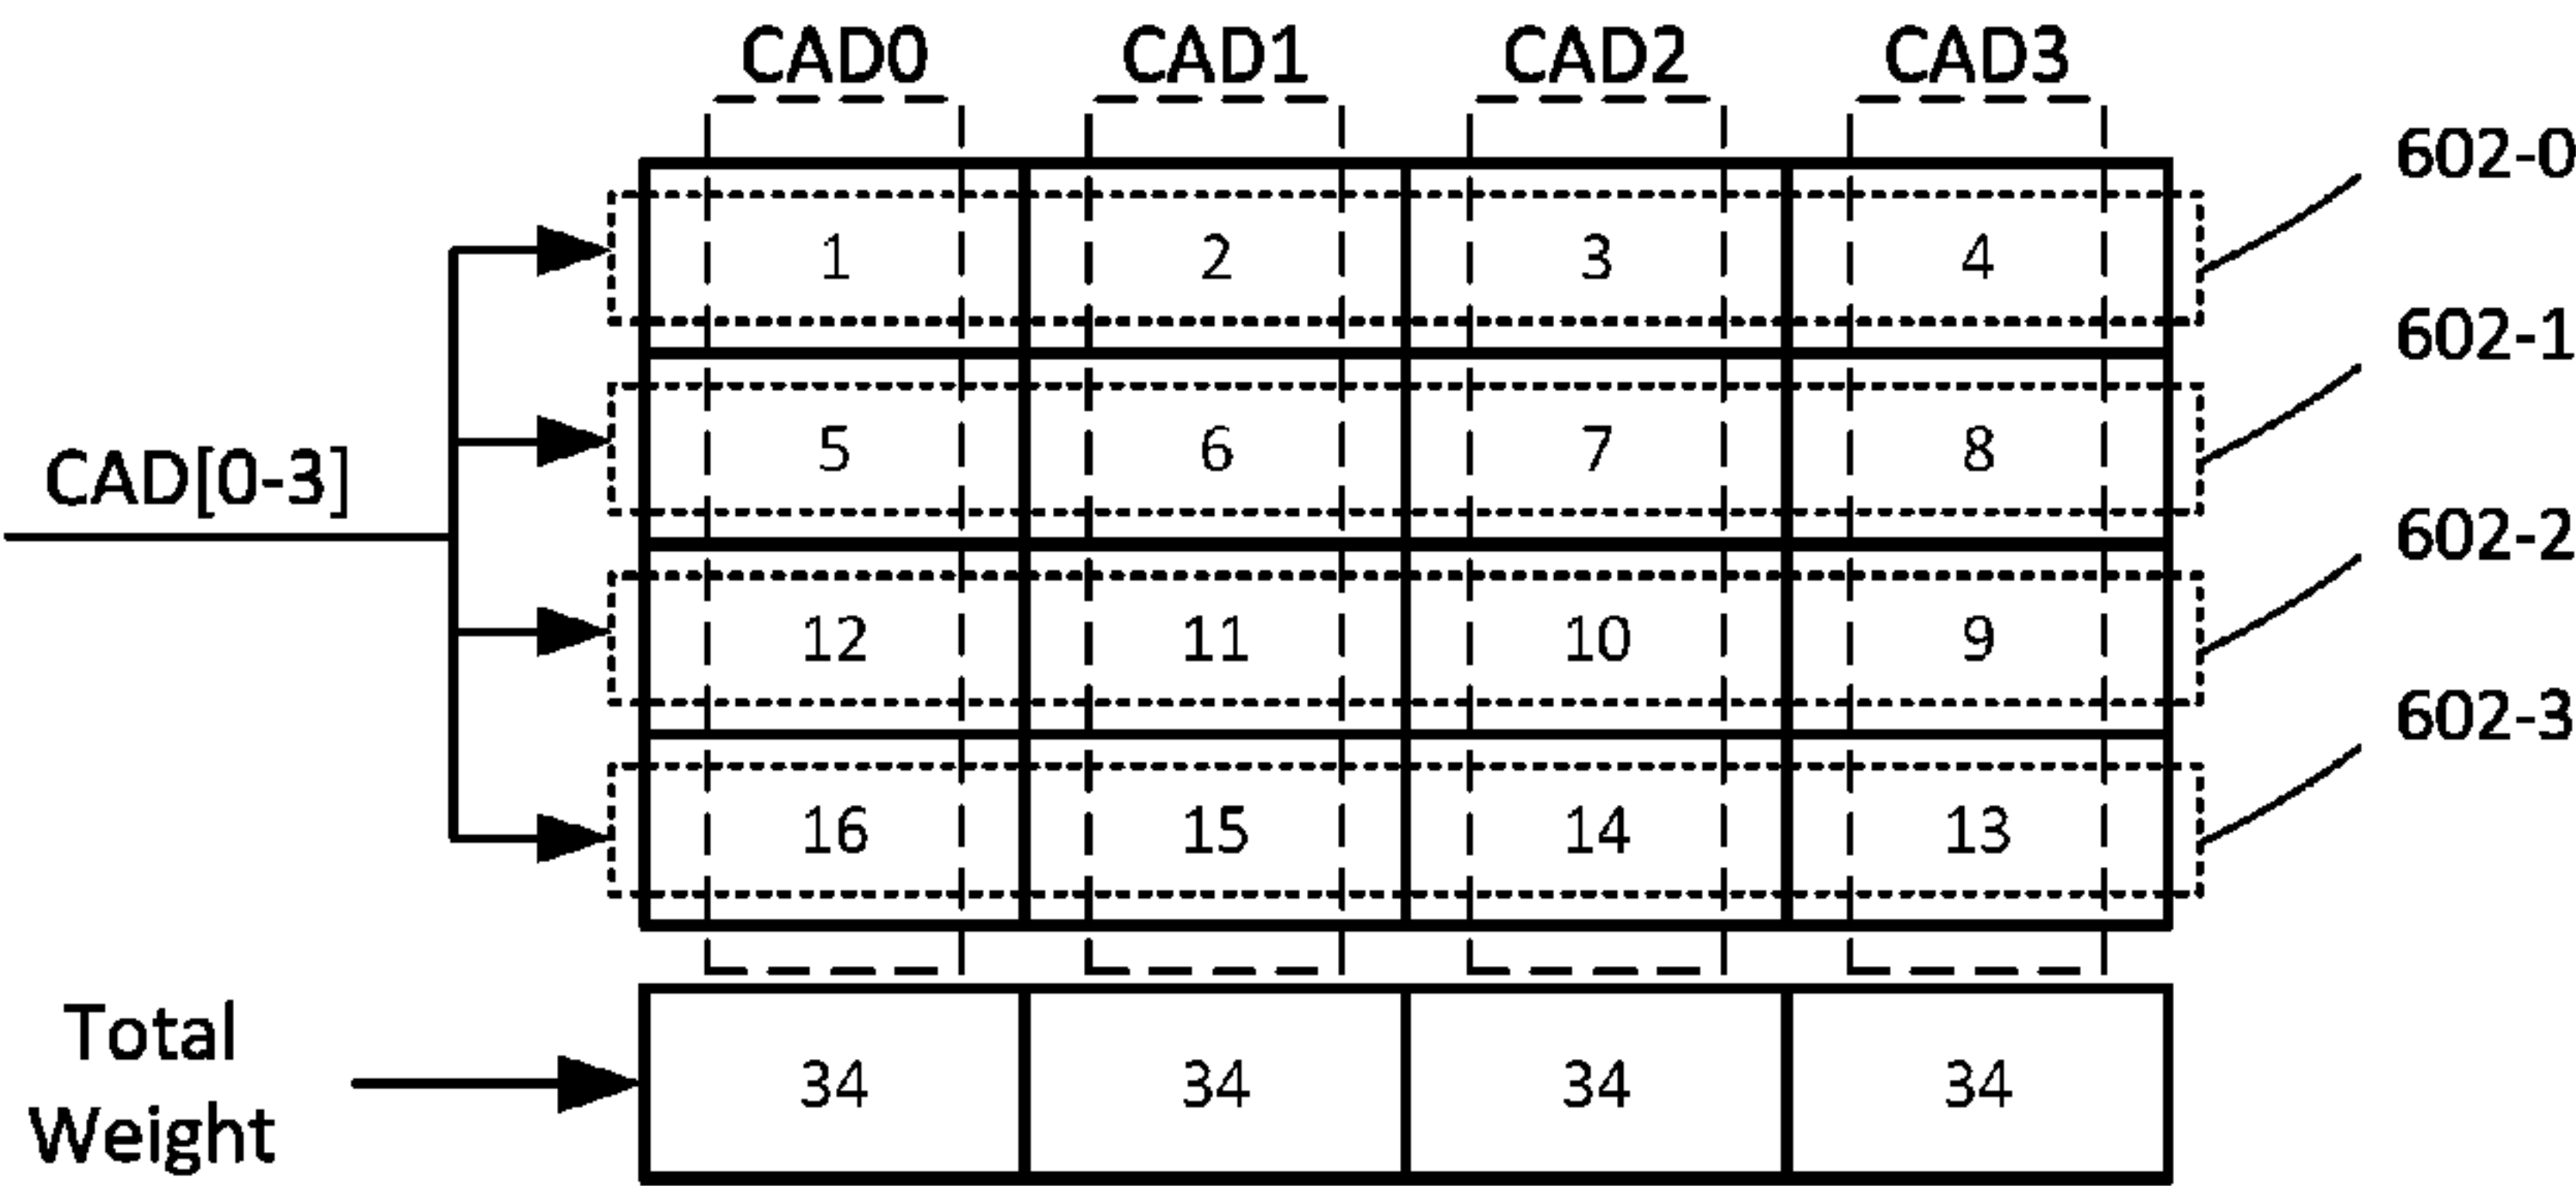 CAD0 CAD1 CAD2 CAD3
602-0
1 2 3 4
602-1
5 6 7 8
CAD[0-3]
602-2
12 11 10 9
602-3
16 15 14 13
Total
Weight
34 34 34 34